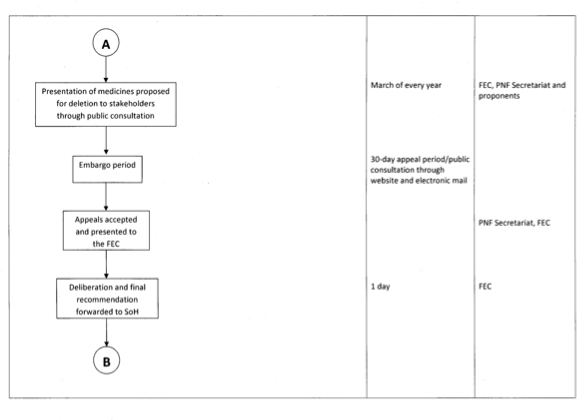 A
Presentation of medicines proposed
for deletion to stakeholders
through public consultation
March of every year
FEC, PNF Secretariat and
proponents
Embargo period
30-day appeal period/public
consultation through
website and electronic mail
Appeals accepted
and presented to
the FEC
PNF Secretariat, FEC
Deliberation and final
recommendation
forwarded to SoH
1 day
FEC
B